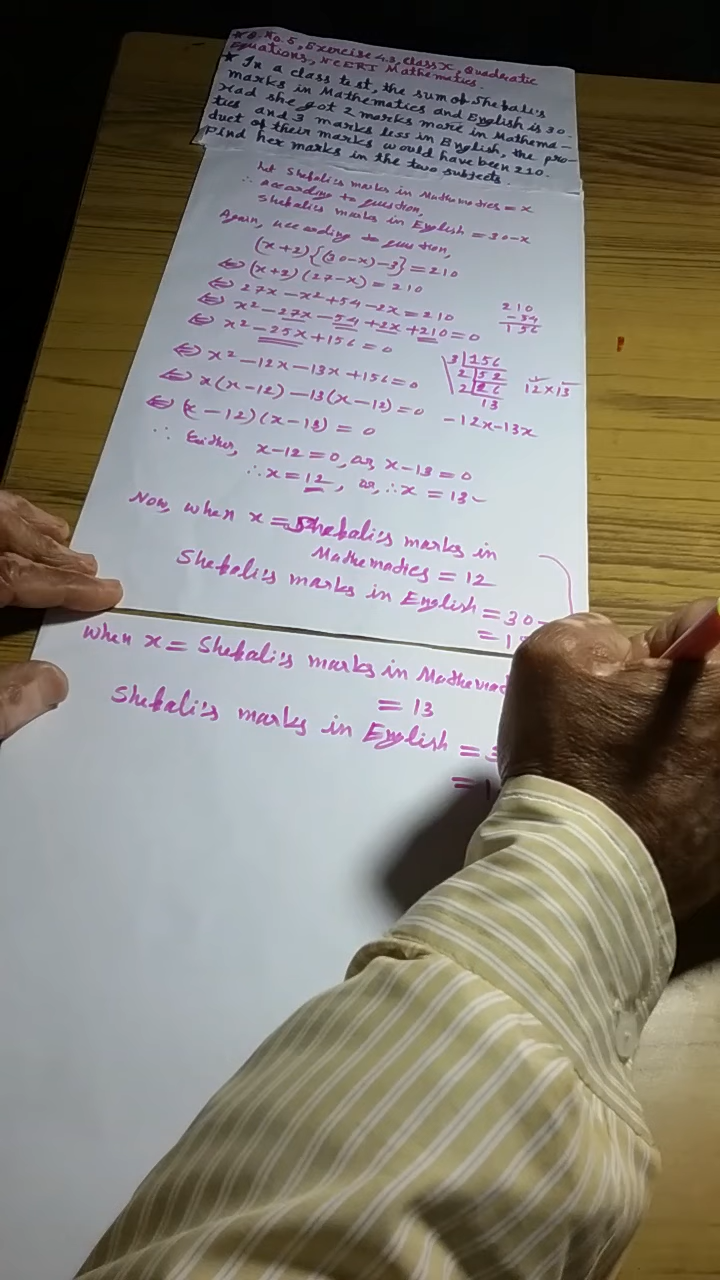 * Q. No. 5, Exercise 4.3, Class X, Quadratic
Equations, NCERT Mathematics.
* In a class test, the sum of Shefali's
marks in Mathematics and English is 30.
Had she got 2 marks more in Mathema-
tics and 3 marks less in English, the pro-
duct of their marks would have been 210.
Find her marks in the two subjects.
Let Shefali's marks in Mathematics = x
∴ according to question,
Shefali's marks in English = 30-x
Again, according to question,
(x+2){(30-x)-3} = 210
⇔ (x+2)(27-x) = 210
⇔ 27x - x² + 54 - 2x = 210
⇔ x² - 27x - 54 + 2x + 210 = 0
⇔ x² - 25x + 156 = 0
210
- 54
156
⇔ x² - 12x - 13x + 156 = 0
⇔ x(x-12) - 13(x-12) = 0
⇔ (x-12)(x-13) = 0
3|156
2|52
2|26
13
12×13
-12x-13x
∴ Either, x-12 = 0, or, x-13 = 0
∴ x = 12, or, ∴ x = 13
Now, when x = Shefali's marks in
Mathematics = 12
Shefali's marks in English = 30-
= 1
When x = Shefali's marks in Mathemat
= 13
Shefali's marks in English = 3
= 1